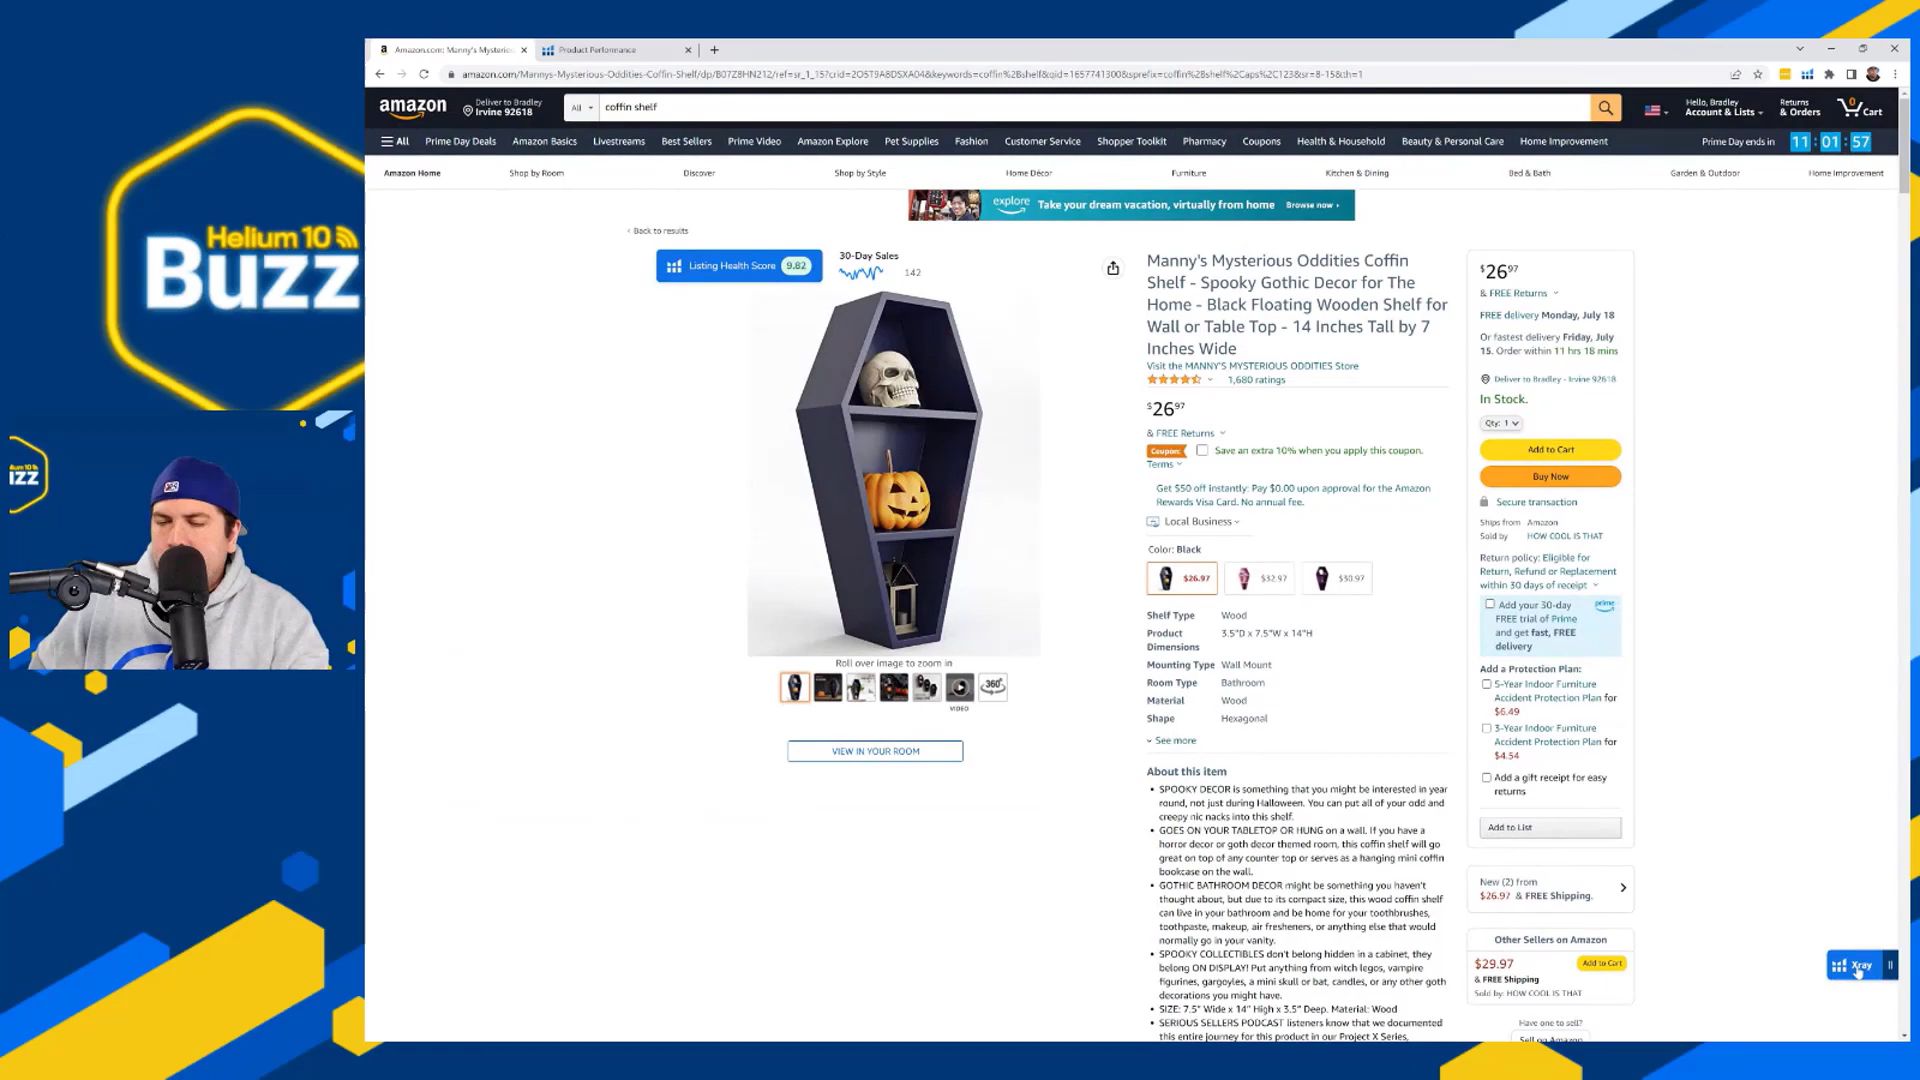 Amazon.com: Manny's Mysterio
Product Performance
amazon.com/Mannys-Mysterious-Oddities-Coffin-Shelf/dp/B07Z8HN212/ref=sr_1_15?crid=2O5T9A8DSXA04&keywords=coffin%2Bshelf&qid=1657741300&sprefix=coffin%2Bshelf%2Caps%2C123&sr=8-15&th=1
amazon
Deliver to Bradley
Irvine 92618
All
coffin shelf
Hello, Bradley
Account & Lists
Returns
& Orders
0
Cart
All
Prime Day Deals
Amazon Basics
Livestreams
Best Sellers
Prime Video
Amazon Explore
Pet Supplies
Fashion
Customer Service
Shopper Toolkit
Pharmacy
Coupons
Health & Household
Beauty & Personal Care
Home Improvement
Prime Day ends in
11 : 01 : 57
Amazon Home
Shop by Room
Discover
Shop by Style
Home Décor
Furniture
Kitchen & Dining
Bed & Bath
Garden & Outdoor
Home Improvement
explore
Take your dream vacation, virtually from home
Browse now ›
‹ Back to results
Helium 10
Buzz
Listing Health Score 9.82
30-Day Sales
142
Manny's Mysterious Oddities Coffin
Shelf - Spooky Gothic Decor for The
Home - Black Floating Wooden Shelf for
Wall or Table Top - 14 Inches Tall by 7
Inches Wide
Visit the MANNY'S MYSTERIOUS ODDITIES Store
1,680 ratings
$26 97
& FREE Returns
Coupon:
Save an extra 10% when you apply this coupon.
Terms
Get $50 off instantly: Pay $0.00 upon approval for the Amazon
Rewards Visa Card. No annual fee.
Local Business
Color: Black
$26.97
$32.97
$30.97
Shelf Type Wood
Product
Dimensions
3.5"D x 7.5"W x 14"H
Mounting Type Wall Mount
Room Type Bathroom
Material Wood
Shape Hexagonal
See more
About this item
• SPOOKY DECOR is something that you might be interested in year
round, not just during Halloween. You can put all of your odd and
creepy nic nacks into this shelf.
• GOES ON YOUR TABLETOP OR HUNG on a wall. If you have a
horror decor or goth decor themed room, this coffin shelf will go
great on top of any counter top or serves as a hanging mini coffin
bookcase on the wall.
• GOTHIC BATHROOM DECOR might be something you haven't
thought about, but due to its compact size, this wood coffin shelf
can live in your bathroom and be home for your toothbrushes,
toothpaste, makeup, air fresheners, or anything else that would
normally go in your vanity.
• SPOOKY COLLECTIBLES don't belong hidden in a cabinet, they
belong ON DISPLAY! Put anything from witch legos, vampire
figurines, gargoyles, a mini skull or bat, candles, or any other goth
decorations you might have.
• SIZE: 7.5" Wide x 14" High x 3.5" Deep. Material: Wood
• SERIOUS SELLERS PODCAST listeners know that we documented
this entire journey for this product in our Project X Series,
Roll over image to zoom in
360°
VIDEO
VIEW IN YOUR ROOM
$26 97
& FREE Returns
FREE delivery Monday, July 18
Or fastest delivery Friday, July
15. Order within 11 hrs 18 mins
Deliver to Bradley - Irvine 92618
In Stock.
Qty: 1
Add to Cart
Buy Now
Secure transaction
Ships from Amazon
Sold by HOW COOL IS THAT
Return policy: Eligible for
Return, Refund or Replacement
within 30 days of receipt
Add your 30-day
FREE trial of Prime
and get fast, FREE
delivery
prime
Add a Protection Plan:
5-Year Indoor Furniture
Accident Protection Plan for
$6.49
3-Year Indoor Furniture
Accident Protection Plan for
$4.54
Add a gift receipt for easy
returns
Add to List
New (2) from
$26.97 & FREE Shipping.
Other Sellers on Amazon
$29.97
Add to Cart
& FREE Shipping
Sold by: HOW COOL IS THAT
Have one to sell?
Sell on Amazon
Xray